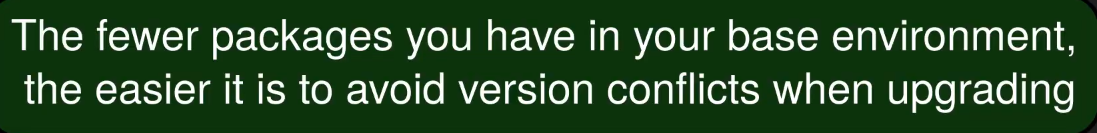 The fewer packages you have in your base environment,
the easier it is to avoid version conflicts when upgrading